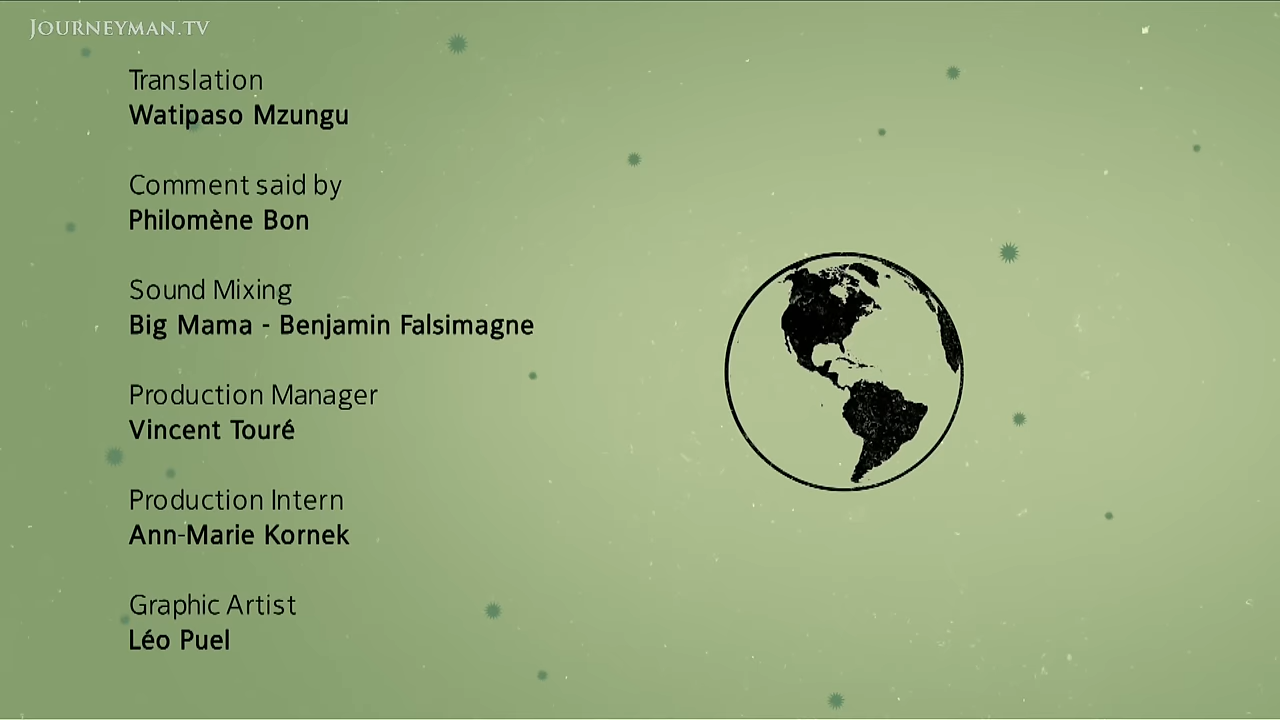 JOURNEYMAN.TV
Translation
Watipaso Mzungu
Comment said by
Philomène Bon
Sound Mixing
Big Mama - Benjamin Falsimagne
Production Manager
Vincent Touré
Production Intern
Ann-Marie Kornek
Graphic Artist
Léo Puel